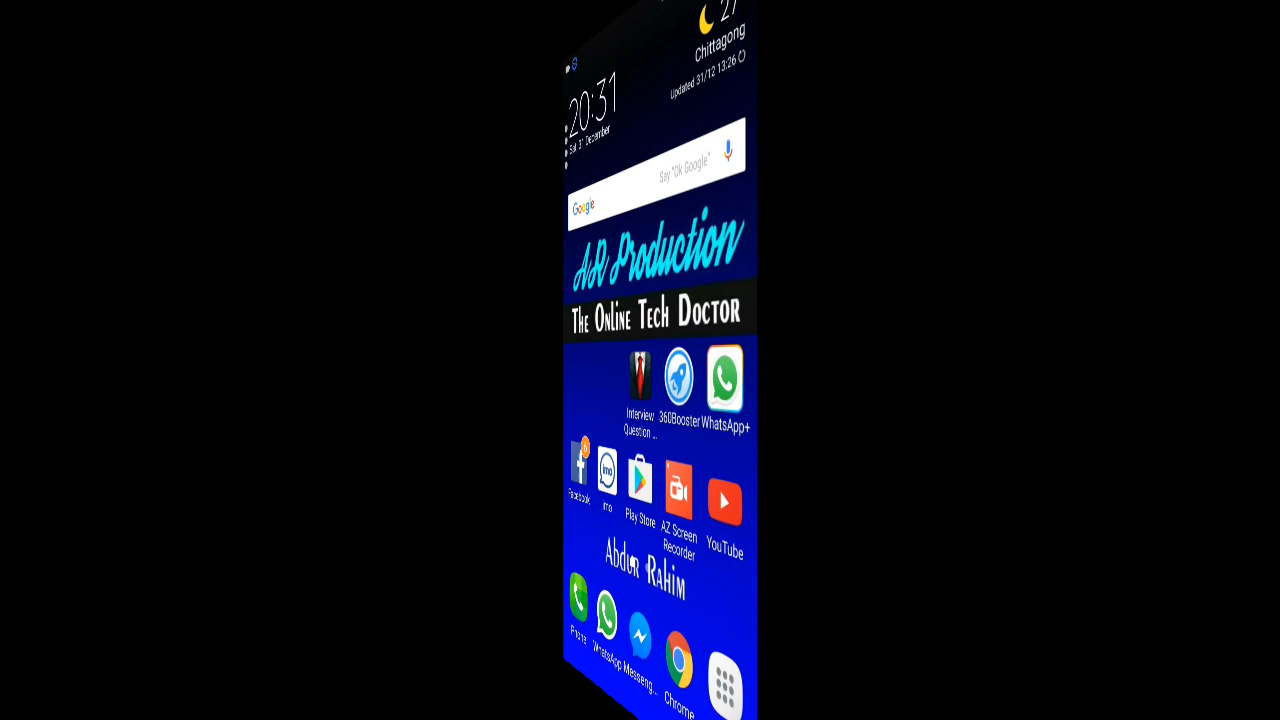 27
Chittagong
Updated 31/12 13:26
20:31
Sat, 31 December
Google
Say "Ok Google"
AR Production
The Online Tech Doctor
Interview
Question ...
360Booster
WhatsApp+
Facebook
imo
imo
Play Store
AZ Screen
Recorder
YouTube
Abdur Rahim
Phone
WhatsApp
Messeng...
Chrome